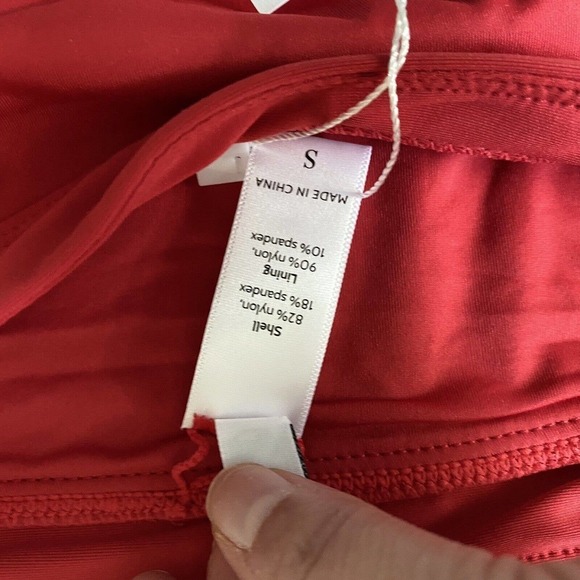 Shell
82% nylon,
18% spandex
Lining
90% nylon,
10% spandex
MADE IN CHINA
S